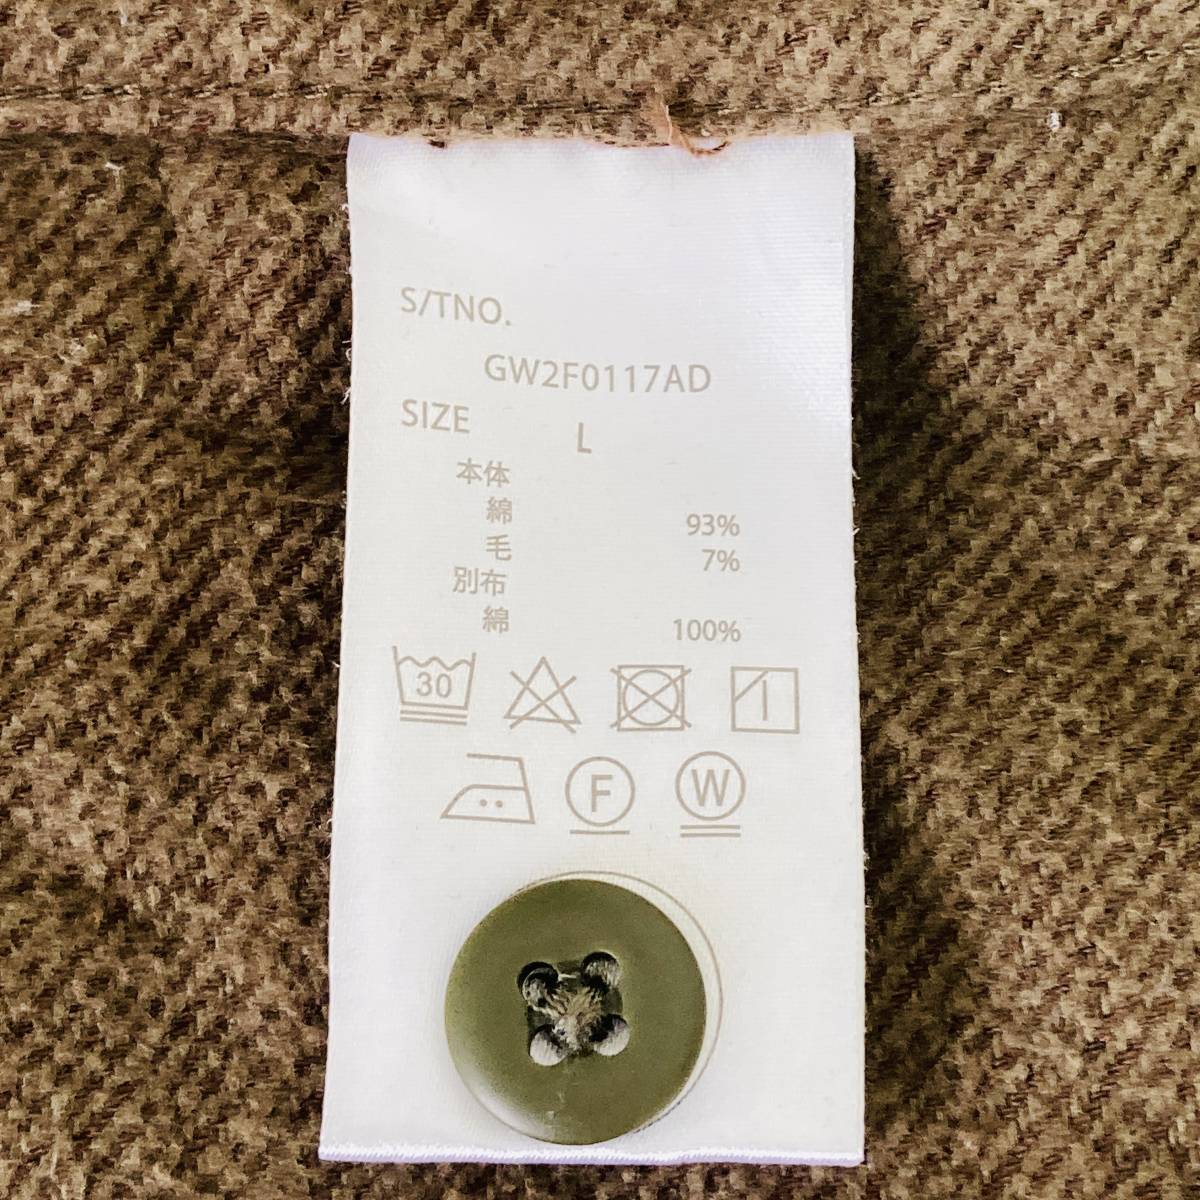 S/TNO.
GW2F0117AD
SIZE L
本体
綿 93%
毛 7%
別布
綿 100%
30
F W